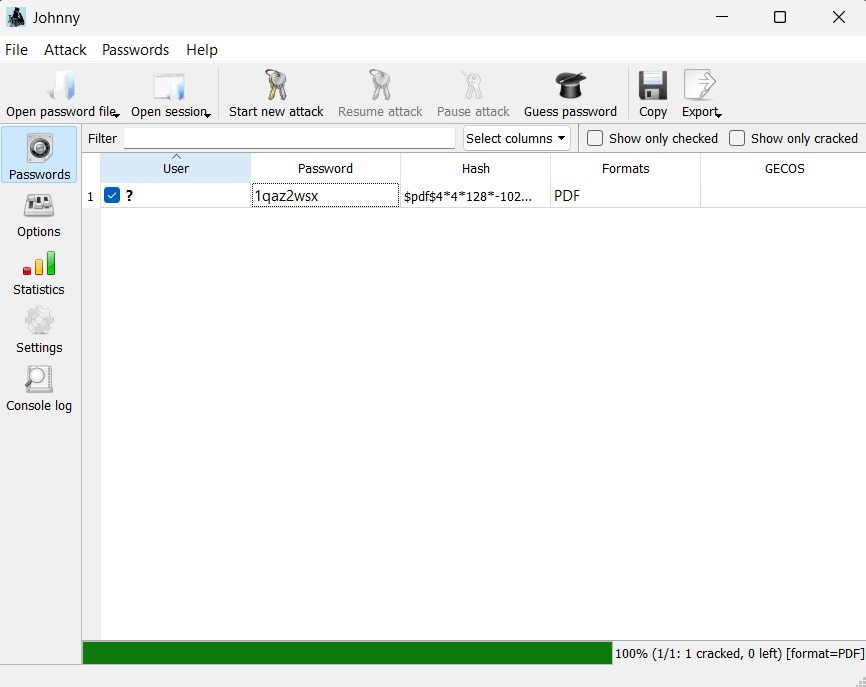 Johnny
File Attack Passwords Help
Open password file Open session Start new attack Resume attack Pause attack Guess password Copy Export
Filter Select columns Show only checked Show only cracked
Passwords
Options
Statistics
Settings
Console log
User Password Hash Formats GECOS
1 ? 1qaz2wsx $pdf$4*4*128*-102... PDF
100% (1/1: 1 cracked, 0 left) [format=PDF]